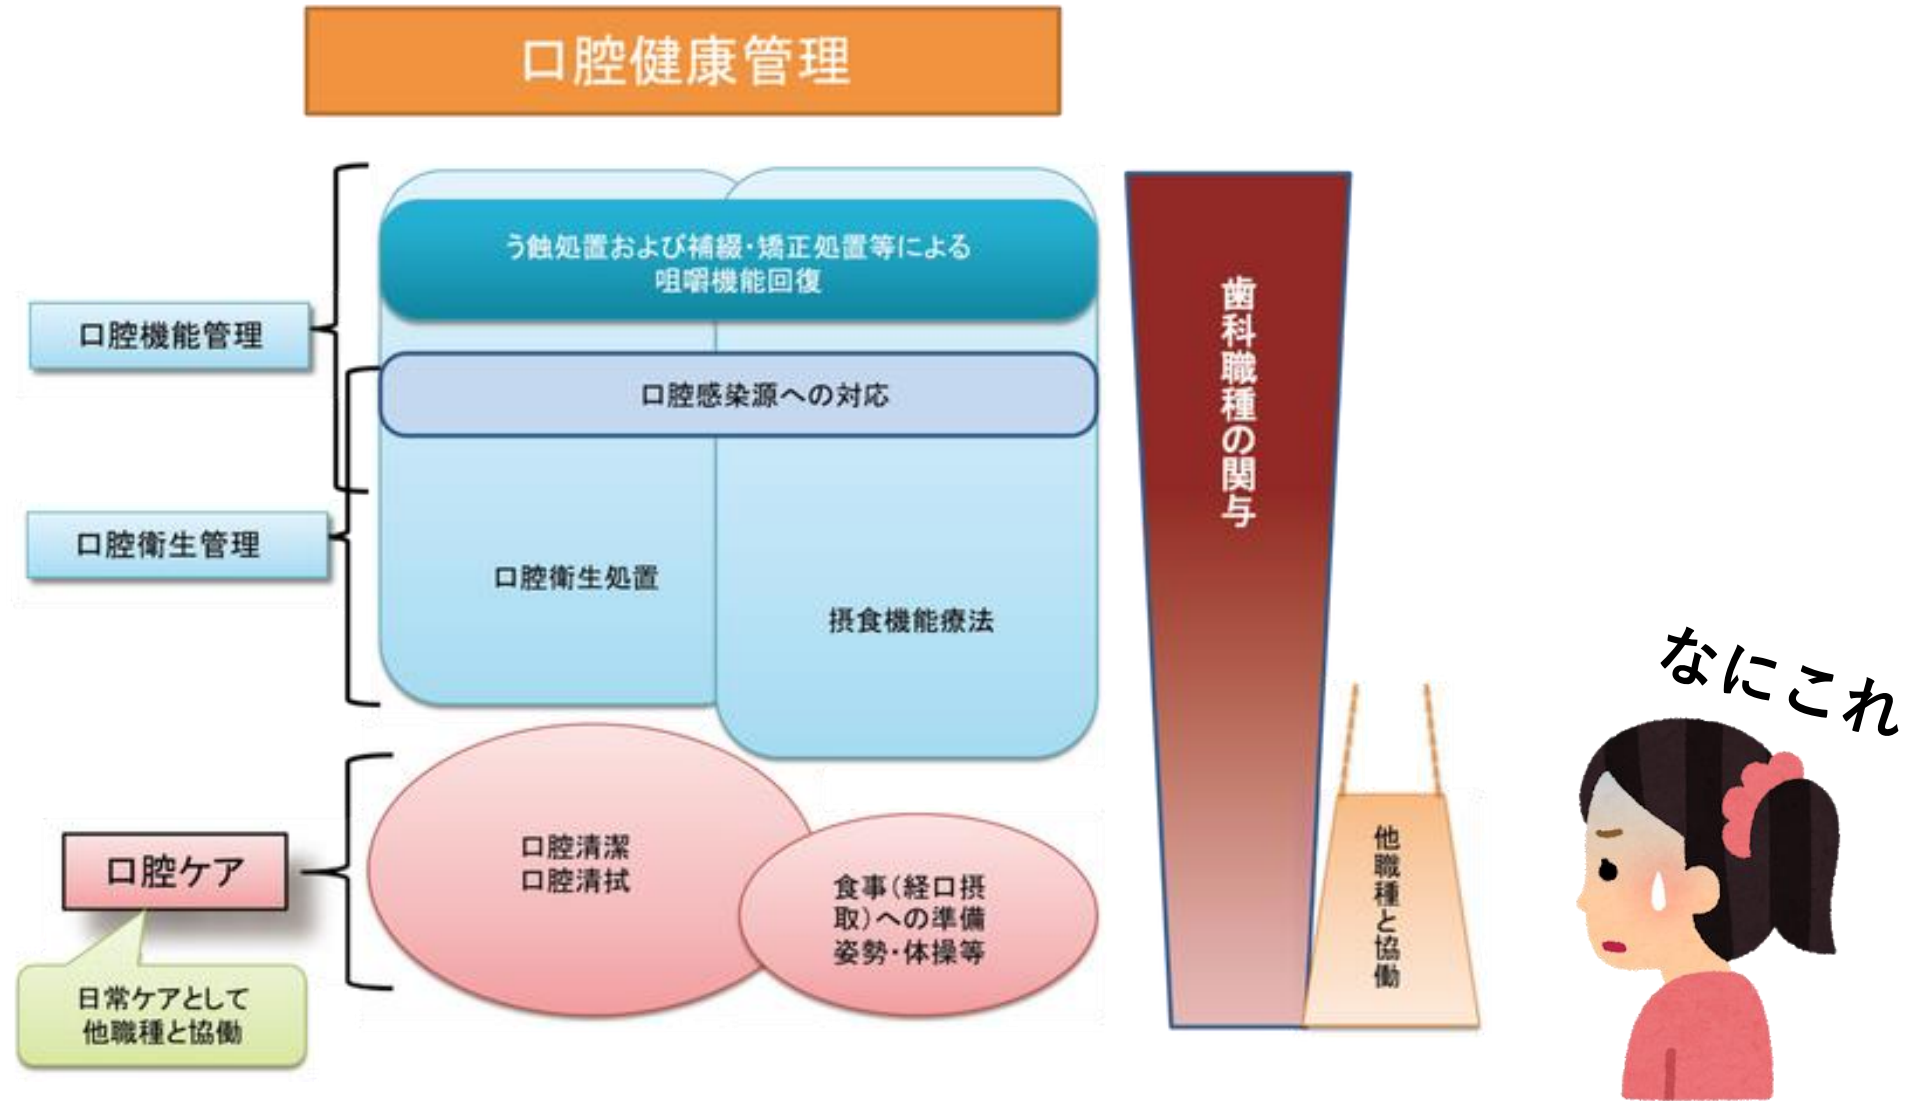 口腔健康管理
う蝕処置および補綴・矯正処置等による
咀嚼機能回復
口腔機能管理
口腔感染源への対応
口腔衛生管理
口腔衛生処置
摂食機能療法
口腔ケア
日常ケアとして
他職種と協働
口腔清潔
口腔清拭
食事（経口摂
取）への準備
姿勢・体操等
歯科職種の関与
他職種と協働
なにこれ